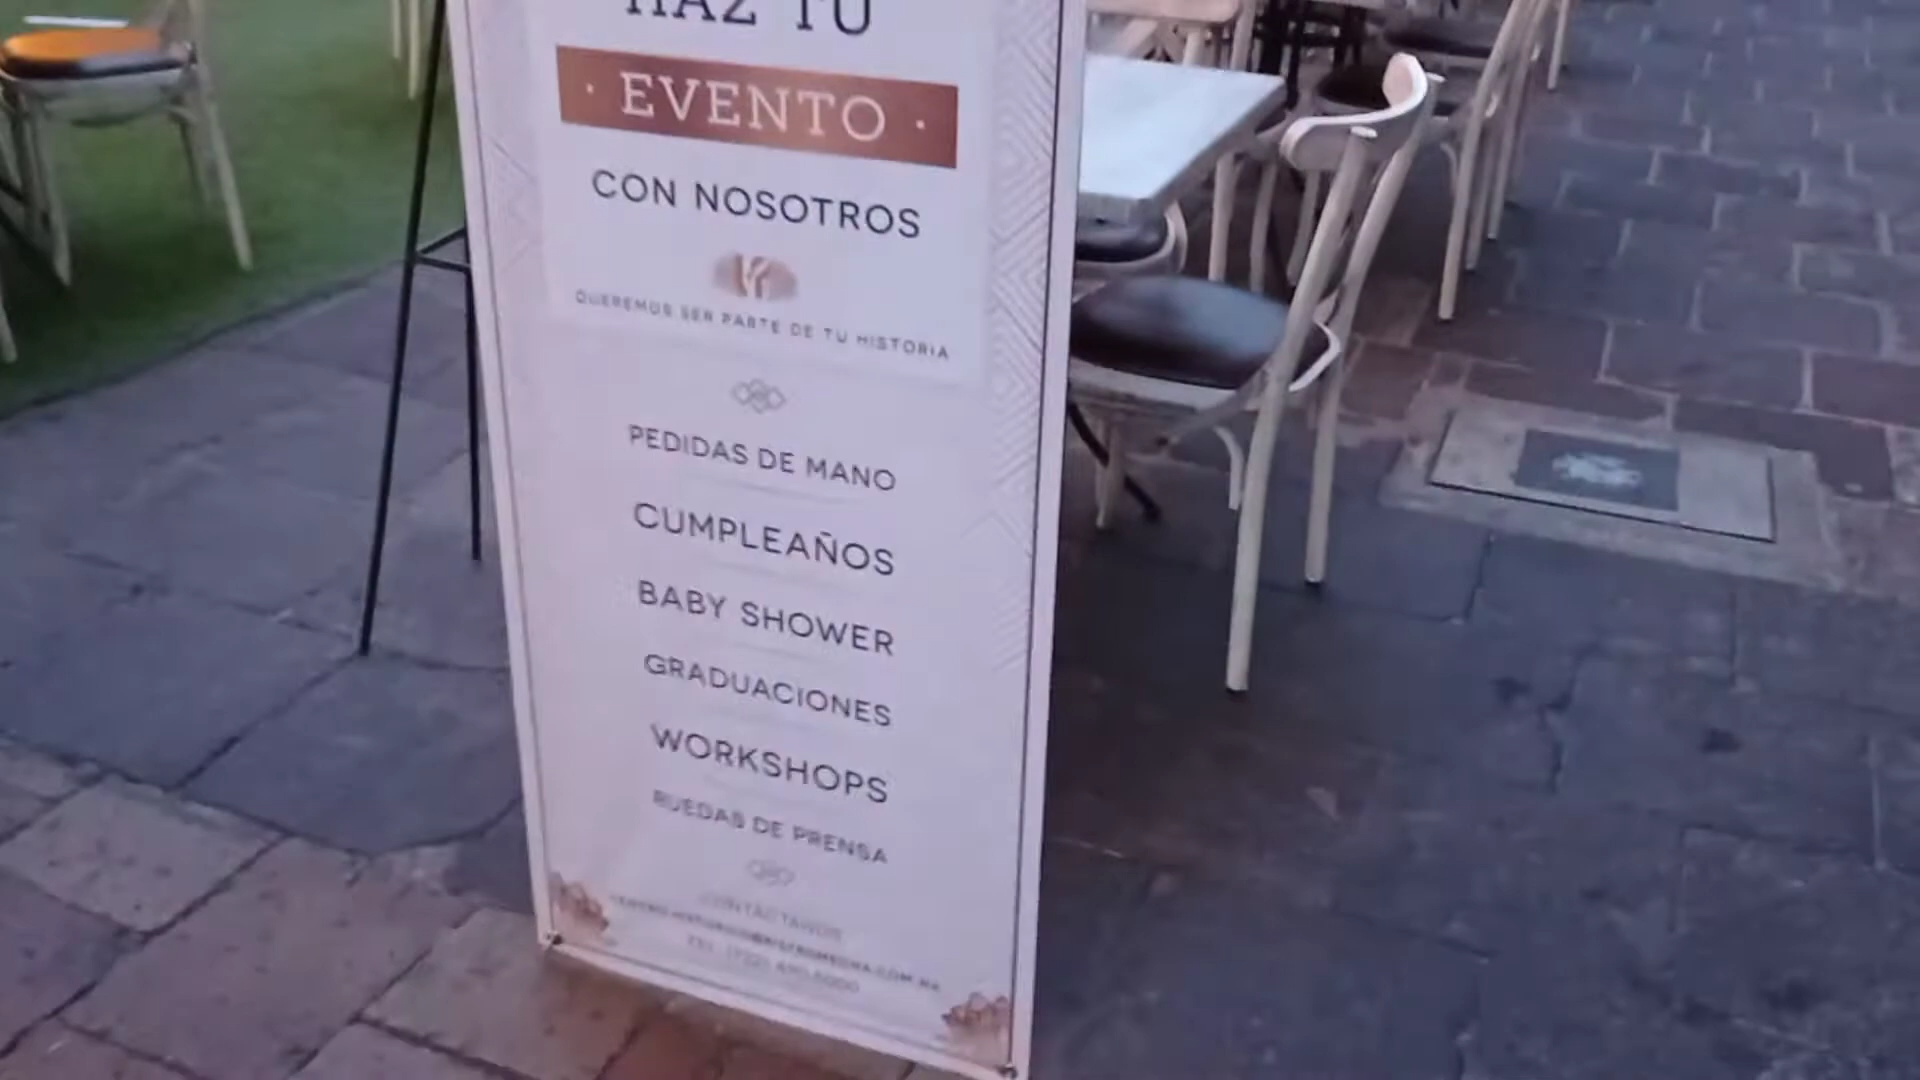 HAZ TU
· EVENTO ·
CON NOSOTROS
QUEREMOS SER PARTE DE TU HISTORIA
PEDIDAS DE MANO
CUMPLEAÑOS
BABY SHOWER
GRADUACIONES
WORKSHOPS
RUEDAS DE PRENSA
CONTÁCTANOS